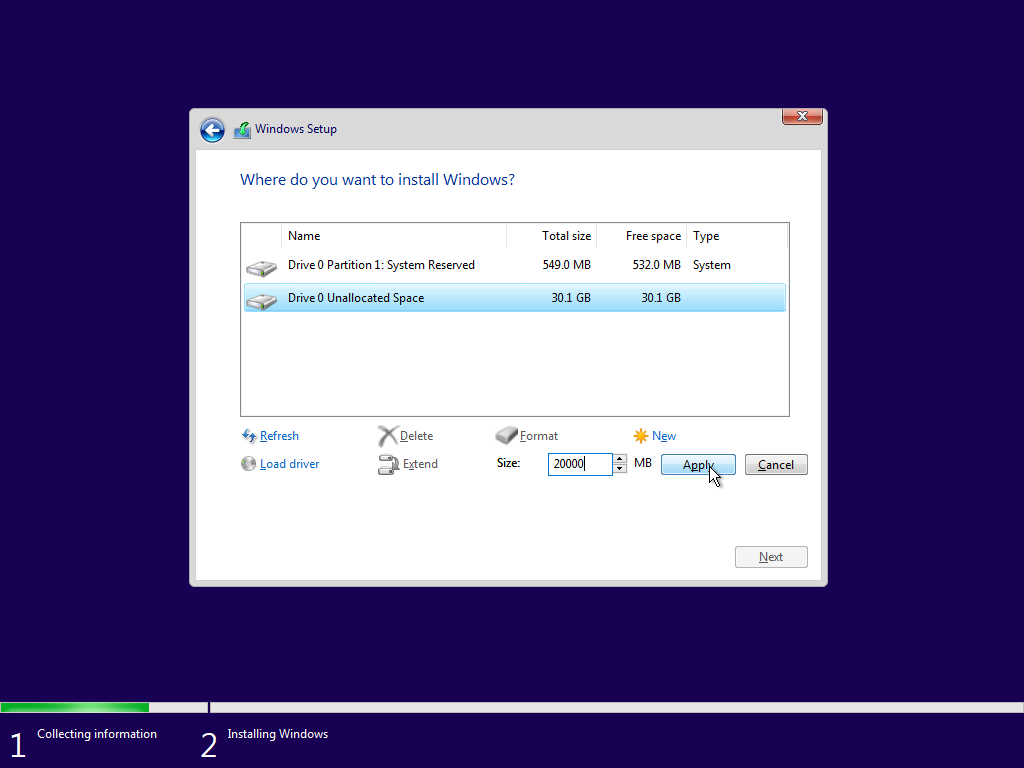 Windows Setup
Where do you want to install Windows?
Name Total size Free space Type
Drive 0 Partition 1: System Reserved 549.0 MB 532.0 MB System
Drive 0 Unallocated Space 30.1 GB 30.1 GB
Refresh Delete Format New
Load driver Extend Size: 20000 MB Apply Cancel
Next
1 Collecting information 2 Installing Windows